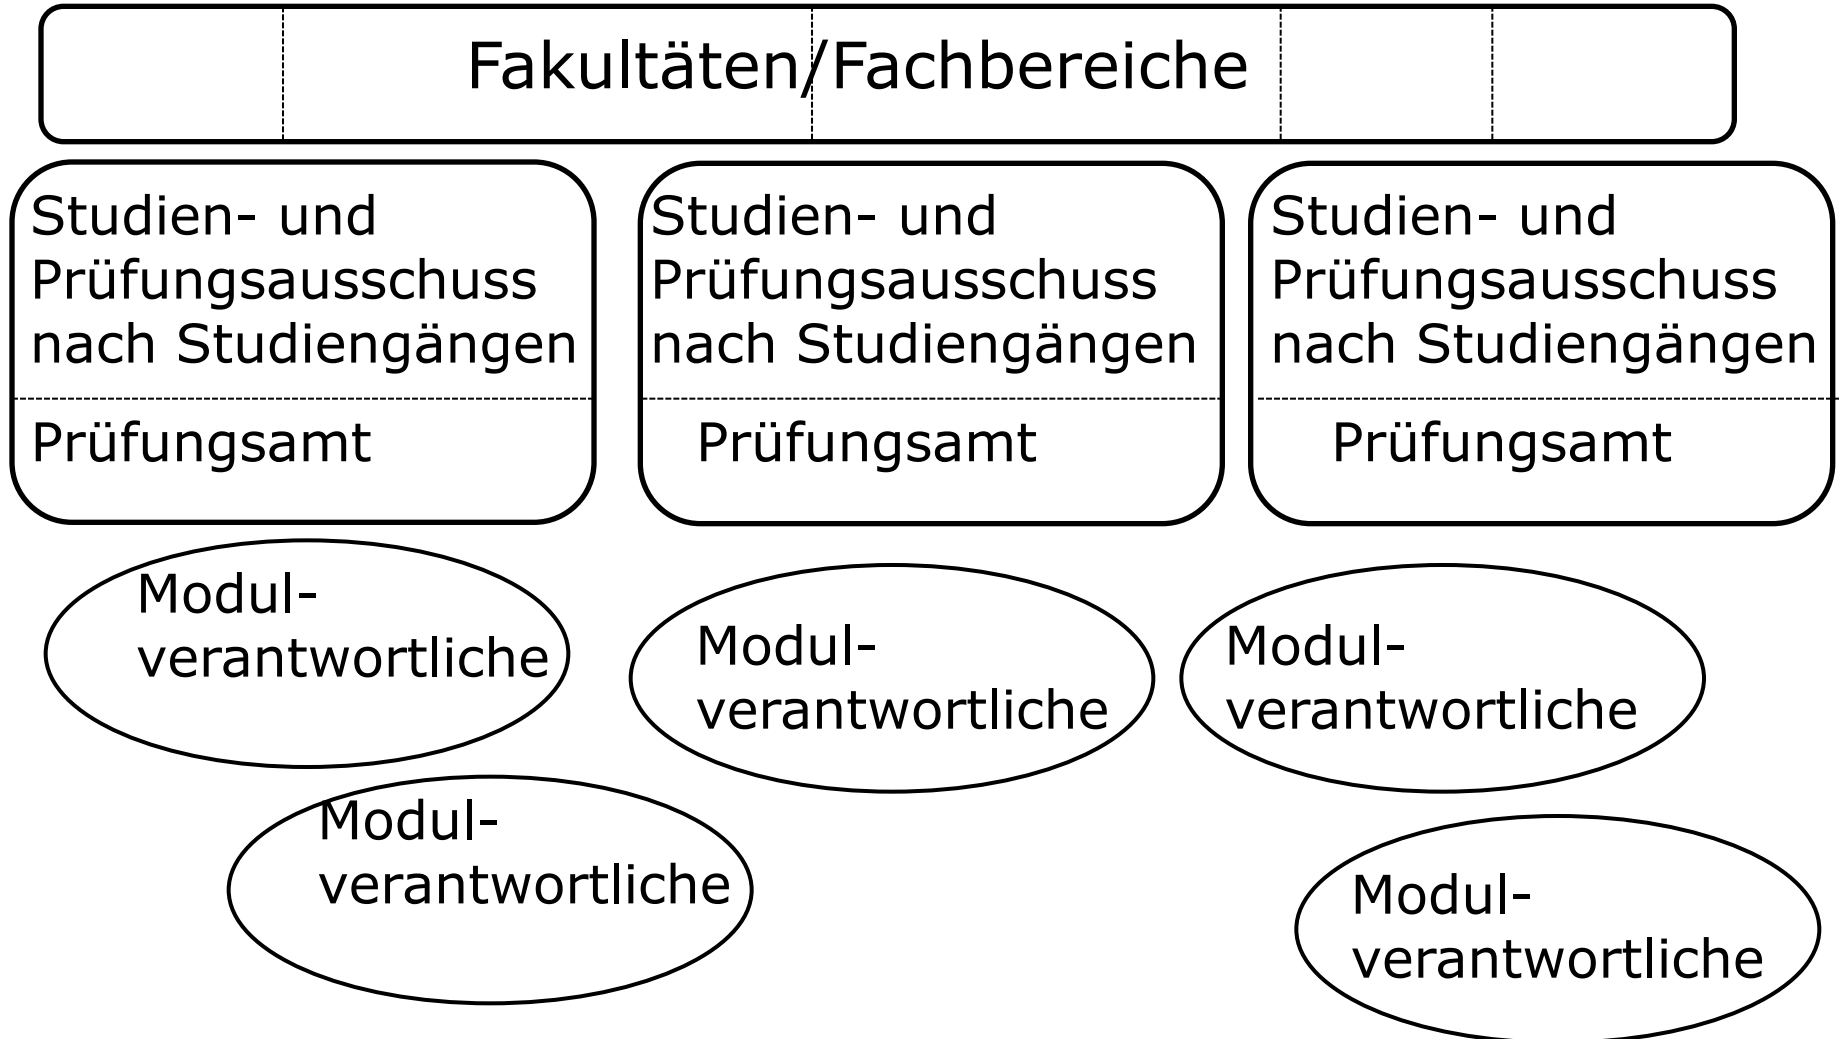 Fakultäten/Fachbereiche
Studien- und
Prüfungsausschuss
nach Studiengängen
Prüfungsamt
Studien- und
Prüfungsausschuss
nach Studiengängen
Prüfungsamt
Studien- und
Prüfungsausschuss
nach Studiengängen
Prüfungsamt
Modul-
verantwortliche
Modul-
verantwortliche
Modul-
verantwortliche
Modul-
verantwortliche
Modul-
verantwortliche